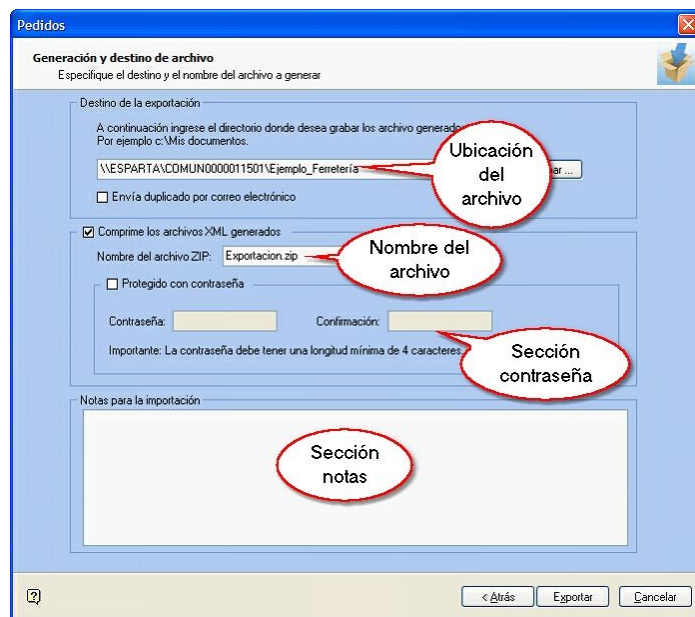 Pedidos
Generación y destino de archivo
Especifique el destino y el nombre del archivo a generar
Destino de la exportación
A continuación ingrese el directorio donde desea grabar los archivo
Por ejemplo c:\Mis documentos.
\\ESPARTA\COMUN0000011501\Ejemplo_Ferretería
ar ...
Ubicación
del
archivo
Envía duplicado por correo electrónico
Comprime los archivos XML generados
Nombre del archivo ZIP: Exportacion.zip
Nombre del
archivo
Protegido con contraseña
Contraseña: Confirmación:
Importante: La contraseña debe tener una longitud mínima de 4 caracteres.
Sección
contraseña
Notas para la importación
Sección
notas
< Atrás Exportar Cancelar